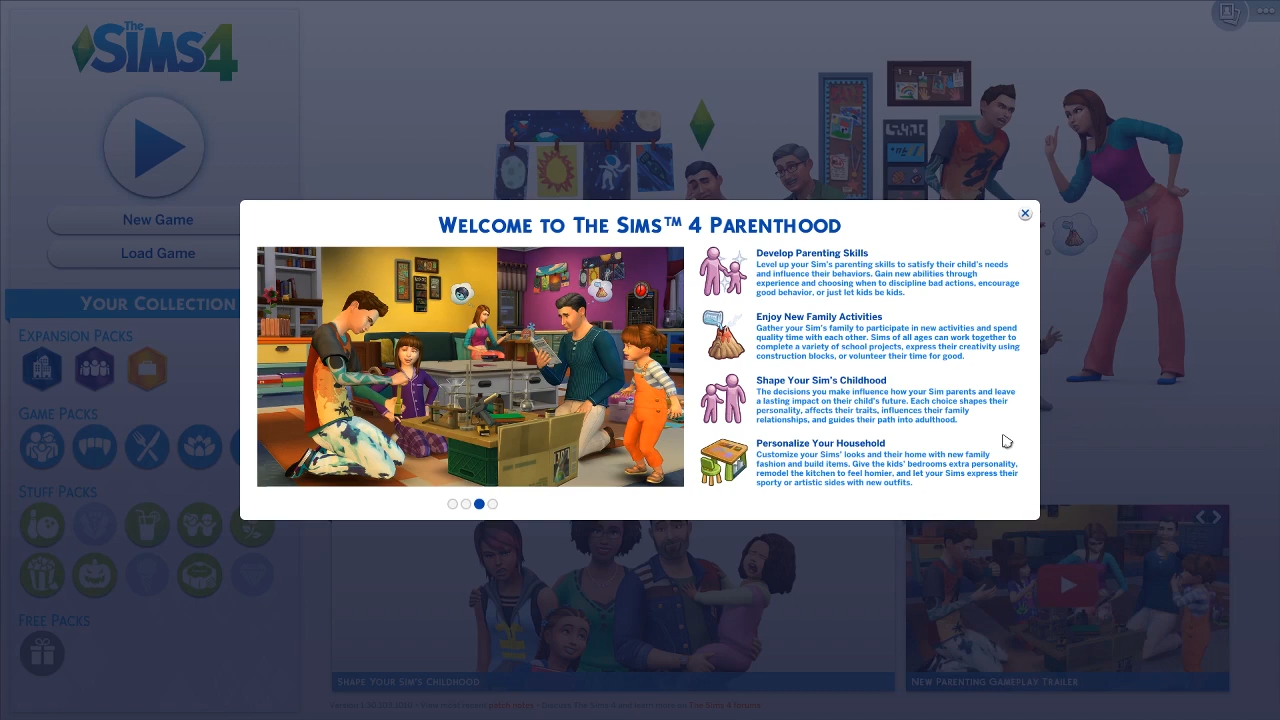 The SiMS 4
New Game
Load Game
Your Collection
Expansion Packs
Game Packs
Stuff Packs
Free Packs
Welcome to The Sims™ 4 Parenthood
Develop Parenting Skills
Level up your Sim's parenting skills to satisfy their child's needs
and influence their behaviors. Gain new abilities through
experience and choosing when to discipline bad actions, encourage
good behavior, or just let kids be kids.
Enjoy New Family Activities
Gather your Sim's family to participate in new activities and spend
quality time with each other. Sims of all ages can work together to
complete a variety of school projects, express their creativity using
construction blocks, or volunteer their time for good.
Shape Your Sim's Childhood
The decisions you make influence how your Sim parents and leave
a lasting impact on their child's future. Each choice shapes their
personality, affects their traits, influences their family
relationships, and guides their path into adulthood.
Personalize Your Household
Customize your Sims' looks and their home with new family
fashion and build items. Give the kids' bedrooms extra personality,
remodel the kitchen to feel homier, and let your Sims express their
sporty or artistic sides with new outfits.
Shape Your Sim's Childhood
New Parenting Gameplay Trailer
patch notes
The Sims 4 forums